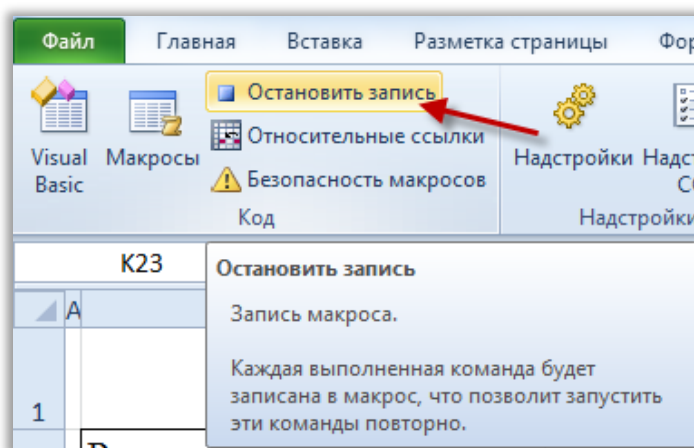 Файл Главная Вставка Разметка страницы
Остановить запись
Относительные ссылки
Безопасность макросов
Visual Basic
Макросы
Надстройки
Код
Надстройки
K23
A
1
Остановить запись
Запись макроса.
Каждая выполненная команда будет
записана в макрос, что позволит запустить
эти команды повторно.